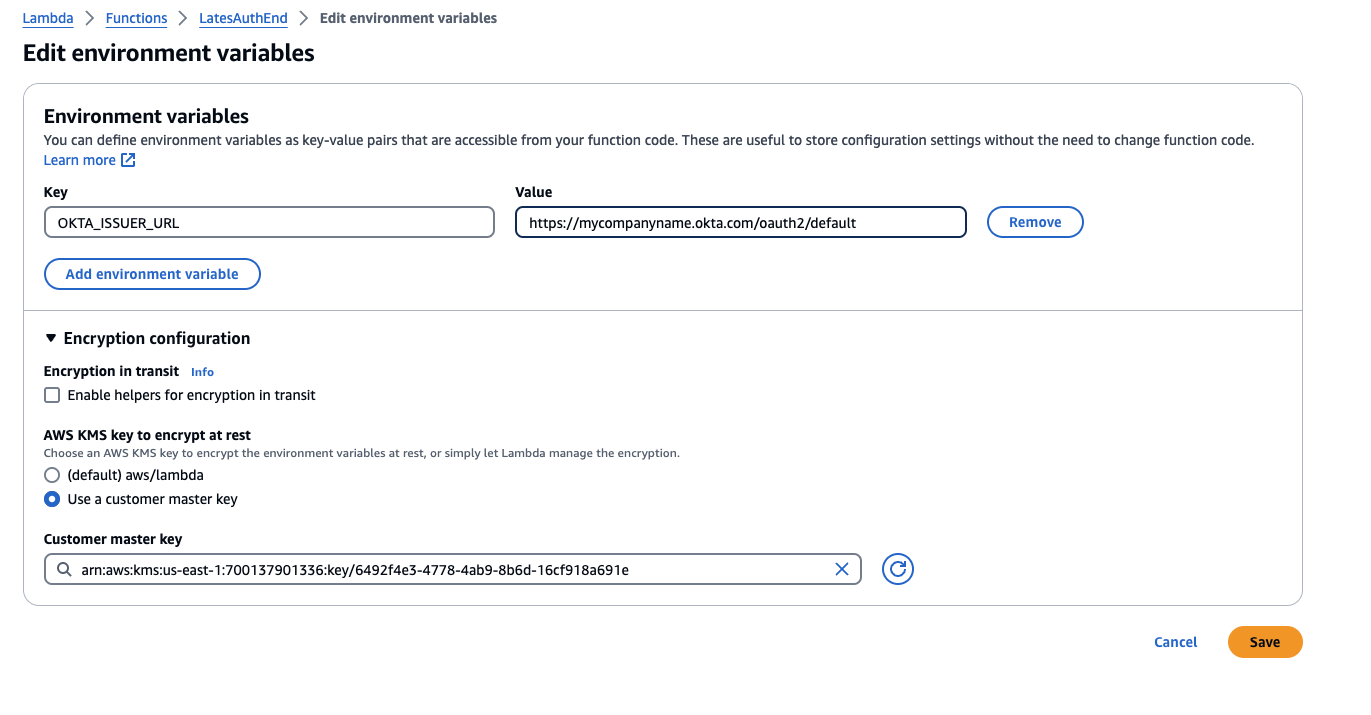 Lambda > Functions > LatesAuthEnd > Edit environment variables
Edit environment variables
Environment variables
You can define environment variables as key-value pairs that are accessible from your function code. These are useful to store configuration settings without the need to change function code.
Learn more
Key Value
OKTA_ISSUER_URL https://mycompanyname.okta.com/oauth2/default Remove
Add environment variable
Encryption configuration
Encryption in transit Info
Enable helpers for encryption in transit
AWS KMS key to encrypt at rest
Choose an AWS KMS key to encrypt the environment variables at rest, or simply let Lambda manage the encryption.
(default) aws/lambda
Use a customer master key
Customer master key
arn:aws:kms:us-east-1:700137901336:key/6492f4e3-4778-4ab9-8b6d-16cf918a691e
Cancel Save